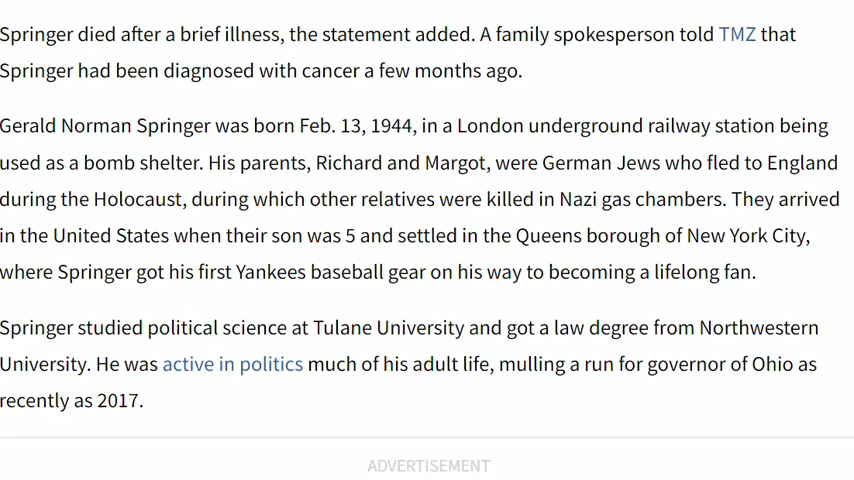 Springer died after a brief illness, the statement added. A family spokesperson told TMZ that
Springer had been diagnosed with cancer a few months ago.
Gerald Norman Springer was born Feb. 13, 1944, in a London underground railway station being
used as a bomb shelter. His parents, Richard and Margot, were German Jews who fled to England
during the Holocaust, during which other relatives were killed in Nazi gas chambers. They arrived
in the United States when their son was 5 and settled in the Queens borough of New York City,
where Springer got his first Yankees baseball gear on his way to becoming a lifelong fan.
Springer studied political science at Tulane University and got a law degree from Northwestern
University. He was active in politics much of his adult life, mulling a run for governor of Ohio as
recently as 2017.
ADVERTISEMENT